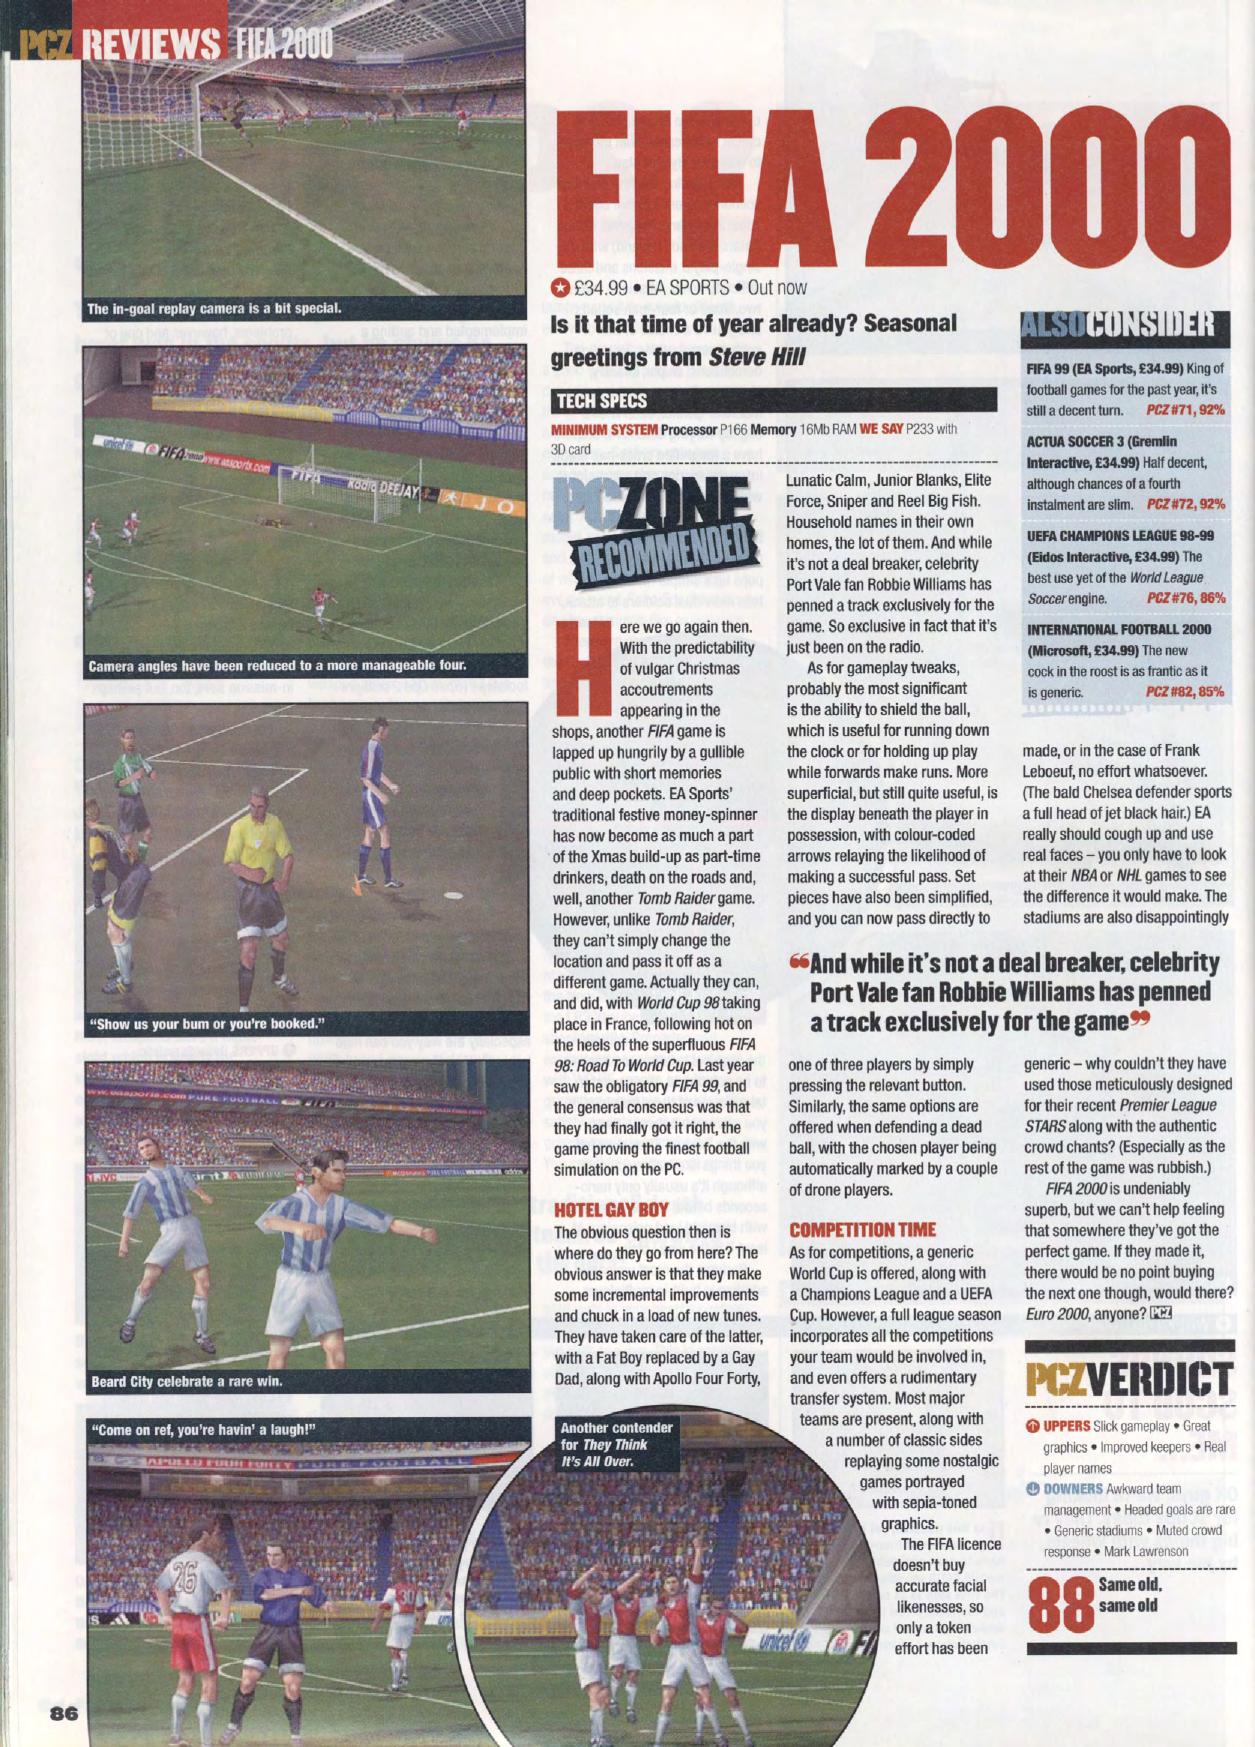 PCZ REVIEWS FIFA 2000
The in-goal replay camera is a bit special.
Camera angles have been reduced to a more manageable four.
"Show us your bum or you're booked."
Beard City celebrate a rare win.
"Come on ref, you're havin' a laugh!"
Another contender
for They Think
It's All Over.
FIFA 2000
£34.99 • EA SPORTS • Out now
Is it that time of year already? Seasonal
greetings from Steve Hill
TECH SPECS
MINIMUM SYSTEM Processor P166 Memory 16Mb RAM WE SAY P233 with
3D card
PCZONE
RECOMMENDED
Here we go again then.
With the predictability
of vulgar Christmas
accoutrements
appearing in the
shops, another FIFA game is
lapped up hungrily by a gullible
public with short memories
and deep pockets. EA Sports'
traditional festive money-spinner
has now become as much a part
of the Xmas build-up as part-time
drinkers, death on the roads and,
well, another Tomb Raider game.
However, unlike Tomb Raider,
they can't simply change the
location and pass it off as a
different game. Actually they can,
and did, with World Cup 98 taking
place in France, following hot on
the heels of the superfluous FIFA
98: Road To World Cup. Last year
saw the obligatory FIFA 99, and
the general consensus was that
they had finally got it right, the
game proving the finest football
simulation on the PC.
HOTEL GAY BOY
The obvious question then is
where do they go from here? The
obvious answer is that they make
some incremental improvements
and chuck in a load of new tunes.
They have taken care of the latter,
with a Fat Boy replaced by a Gay
Dad, along with Apollo Four Forty,
Lunatic Calm, Junior Blanks, Elite
Force, Sniper and Reel Big Fish.
Household names in their own
homes, the lot of them. And while
it's not a deal breaker, celebrity
Port Vale fan Robbie Williams has
penned a track exclusively for the
game. So exclusive in fact that it's
just been on the radio.
As for gameplay tweaks,
probably the most significant
is the ability to shield the ball,
which is useful for running down
the clock or for holding up play
while forwards make runs. More
superficial, but still quite useful, is
the display beneath the player in
possession, with colour-coded
arrows relaying the likelihood of
making a successful pass. Set
pieces have also been simplified,
and you can now pass directly to
one of three players by simply
pressing the relevant button.
Similarly, the same options are
offered when defending a dead
ball, with the chosen player being
automatically marked by a couple
of drone players.
COMPETITION TIME
As for competitions, a generic
World Cup is offered, along with
a Champions League and a UEFA
Cup. However, a full league season
incorporates all the competitions
your team would be involved in,
and even offers a rudimentary
transfer system. Most major
teams are present, along with
a number of classic sides
replaying some nostalgic
games portrayed
with sepia-toned
graphics.
The FIFA licence
doesn't buy
accurate facial
likenesses, so
only a token
effort has been
made, or in the case of Frank
Leboeuf, no effort whatsoever.
(The bald Chelsea defender sports
a full head of jet black hair.) EA
really should cough up and use
real faces – you only have to look
at their NBA or NHL games to see
the difference it would make. The
stadiums are also disappointingly
generic – why couldn't they have
used those meticulously designed
for their recent Premier League
STARS along with the authentic
crowd chants? (Especially as the
rest of the game was rubbish.)
FIFA 2000 is undeniably
superb, but we can't help feeling
that somewhere they've got the
perfect game. If they made it,
there would be no point buying
the next one though, would there?
Euro 2000, anyone? PCZ
"And while it's not a deal breaker, celebrity
Port Vale fan Robbie Williams has penned
a track exclusively for the game"
ALSO CONSIDER
FIFA 99 (EA Sports, £34.99) King of
football games for the past year, it's
still a decent turn. PCZ #71, 92%
ACTUA SOCCER 3 (Gremlin
Interactive, £34.99) Half decent,
although chances of a fourth
instalment are slim. PCZ #72, 92%
UEFA CHAMPIONS LEAGUE 98-99
(Eidos Interactive, £34.99) The
best use yet of the World League
Soccer engine. PCZ #76, 86%
INTERNATIONAL FOOTBALL 2000
(Microsoft, £34.99) The new
cock in the roost is as frantic as it
is generic. PCZ #82, 85%
PCZVERDICT
UPPERS Slick gameplay • Great
graphics • Improved keepers • Real
player names
DOWNERS Awkward team
management • Headed goals are rare
• Generic stadiums • Muted crowd
response • Mark Lawrenson
88 Same old,
same old
86